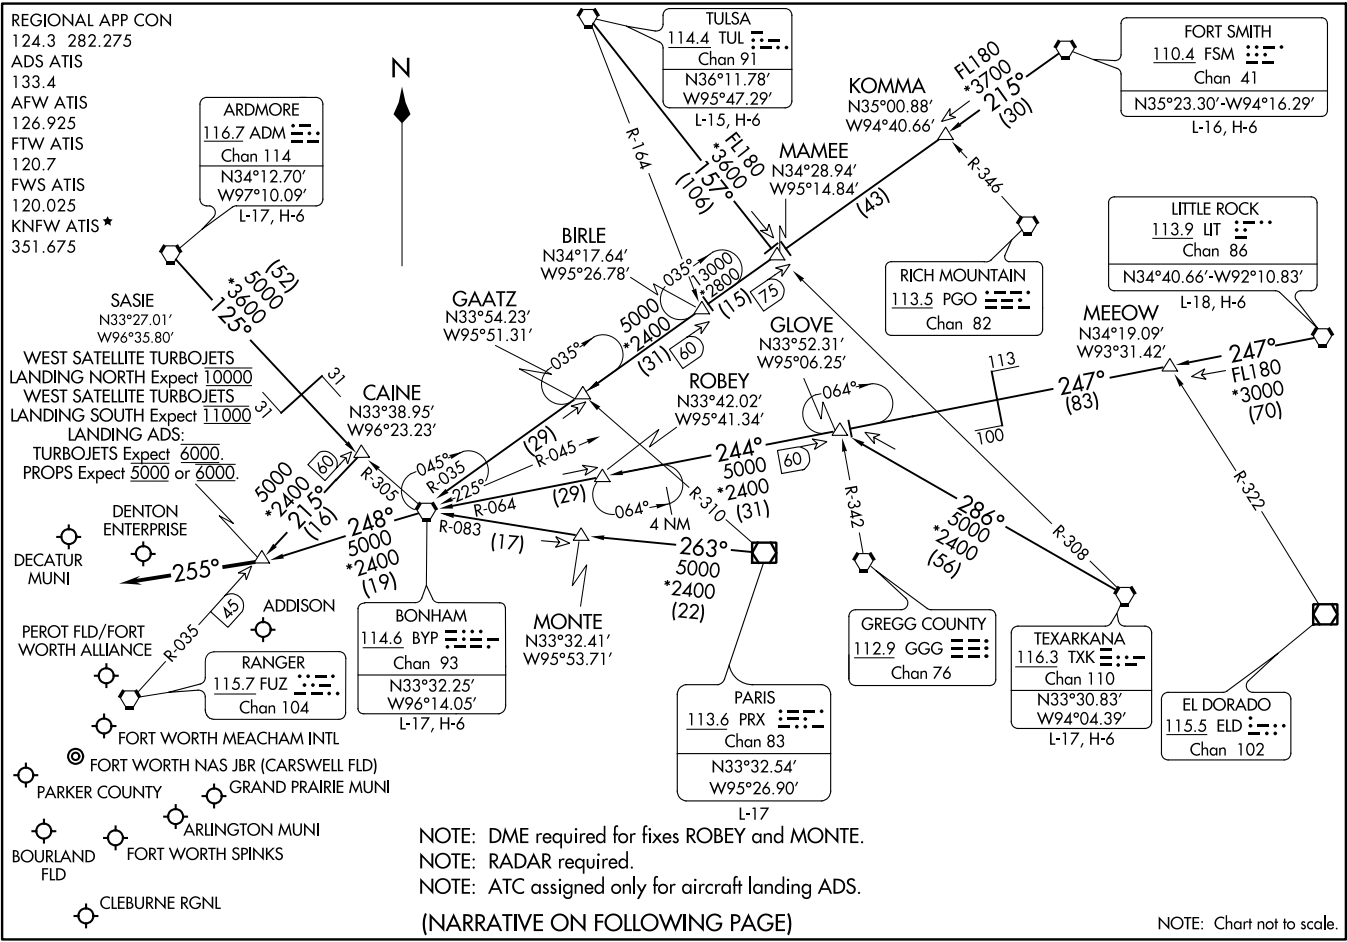 REGIONAL APP CON
124.3 282.275
ADS ATIS
133.4
AFW ATIS
126.925
FTW ATIS
120.7
FWS ATIS
120.025
KNFW ATIS★
351.675
N
ARDMORE
116.7 ADM
Chan 114
N34°12.70′
W97°10.09′
L-17, H-6
TULSA
114.4 TUL
Chan 91
N36°11.78′
W95°47.29′
L-15, H-6
FORT SMITH
110.4 FSM
Chan 41
N35°23.30′-W94°16.29′
L-16, H-6
KOMMA
N35°00.88′
W94°40.66′
FL180
*3700
215°
(30)
R-346
RICH MOUNTAIN
113.5 PGO
Chan 82
(43)
MAMEE
N34°28.94′
W95°14.84′
FL180
*3600
157°
(106)
R-164
LITTLE ROCK
113.9 LIT
Chan 86
N34°40.66′-W92°10.83′
L-18, H-6
MEEOW
N34°19.09′
W93°31.42′
247°
FL180
*3000
(70)
BIRLE
N34°17.64′
W95°26.78′
035°
13000
*2800
(15)
75
GAATZ
N33°54.23′
W95°51.31′
035°
5000
*2400
(31)
60
GLOVE
N33°52.31′
W95°06.25′
064°
113
100
247°
(83)
ROBEY
N33°42.02′
W95°41.34′
064°
4 NM
244°
5000
*2400
(31)
60
(52)
5000
*3600
125°
31
31
SASIE
N33°27.01′
W96°35.80′
WEST SATELLITE TURBOJETS
LANDING NORTH Expect 10000
WEST SATELLITE TURBOJETS
LANDING SOUTH Expect 11000
LANDING ADS:
TURBOJETS Expect 6000.
PROPS Expect 5000 or 6000.
CAINE
N33°38.95′
W96°23.23′
60
5000
*2400
215°
(16)
R-305
045°
R-035
(29)
R-045
225°
R-064
(29)
R-083
(17)
R-310
R-342
R-308
R-322
286°
5000
*2400
(56)
263°
5000
*2400
(22)
248°
5000
*2400
(19)
255°
DENTON
ENTERPRISE
DECATUR
MUNI
R-035
45
ADDISON
PEROT FLD/FORT
WORTH ALLIANCE
RANGER
115.7 FUZ
Chan 104
BONHAM
114.6 BYP
Chan 93
N33°32.25′
W96°14.05′
L-17, H-6
MONTE
N33°32.41′
W95°53.71′
PARIS
113.6 PRX
Chan 83
N33°32.54′
W95°26.90′
L-17
GREGG COUNTY
112.9 GGG
Chan 76
TEXARKANA
116.3 TXK
Chan 110
N33°30.83′
W94°04.39′
L-17, H-6
EL DORADO
115.5 ELD
Chan 102
FORT WORTH MEACHAM INTL
FORT WORTH NAS JBR (CARSWELL FLD)
PARKER COUNTY
GRAND PRAIRIE MUNI
ARLINGTON MUNI
BOURLAND
FLD
FORT WORTH SPINKS
CLEBURNE RGNL
NOTE: DME required for fixes ROBEY and MONTE.
NOTE: RADAR required.
NOTE: ATC assigned only for aircraft landing ADS.
(NARRATIVE ON FOLLOWING PAGE)
NOTE: Chart not to scale.